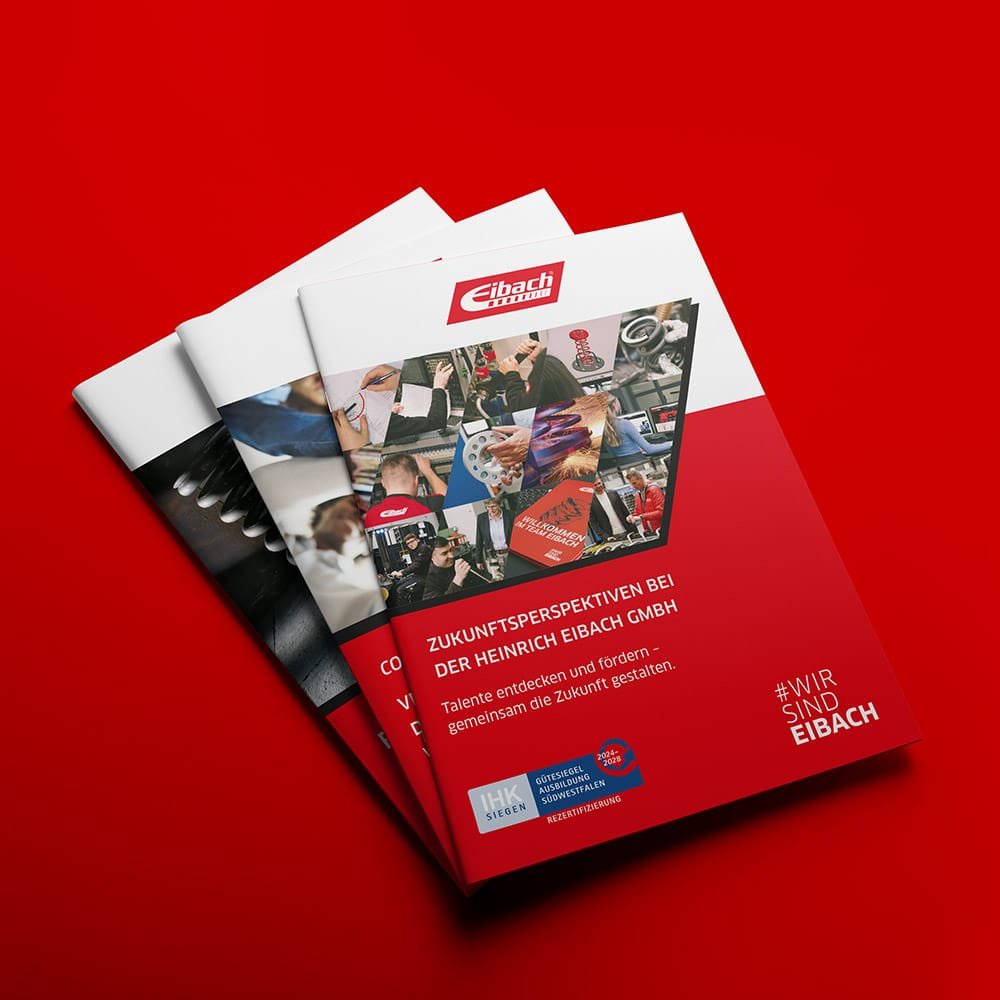 Eibach
WILLKOMMEN
IM TEAM EIBACH
ZUKUNFTSPERSPEKTIVEN BEI
DER HEINRICH EIBACH GMBH
Talente entdecken und fördern –
gemeinsam die Zukunft gestalten.
#WIR
SIND
EIBACH
IHK
SIEGEN
GÜTESIEGEL
AUSBILDUNG
SÜDWESTFALEN
2024–
2028
REZERTIFIZIERUNG
CO